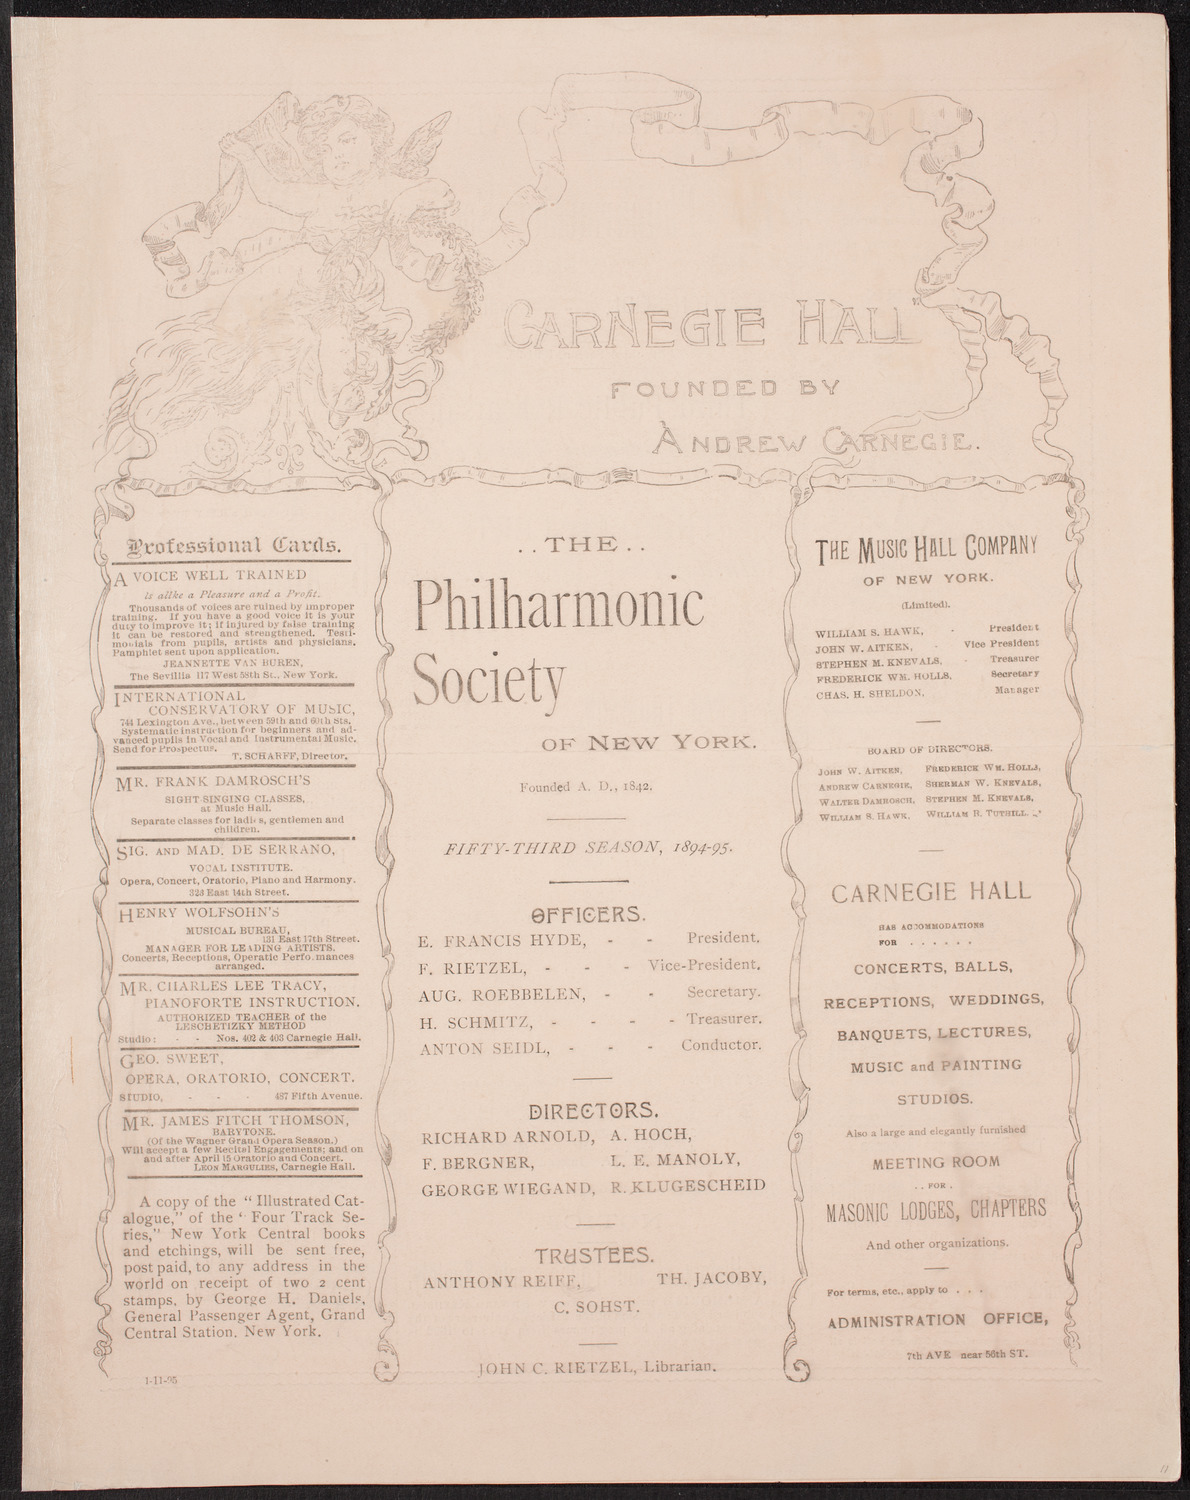 CARNEGIE HALL
FOUNDED BY
ANDREW CARNEGIE.
Professional Cards.
A VOICE WELL TRAINED
is alike a Pleasure and a Profit.
Thousands of voices are ruined by improper
training. If you have a good voice it is your
duty to improve it; if injured by false training
it can be restored and strengthened. Testi-
monials from pupils, artists and physicians.
Pamphlet sent upon application.
JEANNETTE VAN BUREN,
The Sevillia 117 West 58th St., New York.
INTERNATIONAL
CONSERVATORY OF MUSIC,
744 Lexington Ave., between 59th and 60th Sts.
Systematic instruction for beginners and ad-
vanced pupils in Vocal and Instrumental Music.
Send for Prospectus.
T. SCHARFF, Director.
MR. FRANK DAMROSCH'S
SIGHT SINGING CLASSES,
at Music Hall.
Separate classes for ladies, gentlemen and
children.
SIG. AND MAD. DE SERRANO,
VOCAL INSTITUTE.
Opera, Concert, Oratorio, Piano and Harmony.
323 East 14th Street.
HENRY WOLFSOHN'S
MUSICAL BUREAU,
131 East 17th Street.
MANAGER FOR LEADING ARTISTS.
Concerts, Receptions, Operatic Performances
arranged.
MR. CHARLES LEE TRACY,
PIANOFORTE INSTRUCTION.
AUTHORIZED TEACHER of the
LESCHETIZKY METHOD
Studio: - - Nos. 402 & 403 Carnegie Hall.
GEO. SWEET,
OPERA, ORATORIO, CONCERT.
STUDIO, - - - 487 Fifth Avenue.
MR. JAMES FITCH THOMSON,
BARYTONE.
(Of the Wagner Grand Opera Season.)
Will accept a few Recital Engagements; and on
and after April 15 Oratorio and Concert.
LEON MARGULIES, Carnegie Hall.
A copy of the "Illustrated Cat-
alogue," of the "Four Track Se-
ries," New York Central books
and etchings, will be sent free,
post paid, to any address in the
world on receipt of two 2 cent
stamps, by George H. Daniels,
General Passenger Agent, Grand
Central Station, New York.
1-11-95
..THE..
Philharmonic
Society
OF NEW YORK.
Founded A. D., 1842.
FIFTY-THIRD SEASON, 1894-95.
OFFICERS.
E. FRANCIS HYDE, - - President.
F. RIETZEL, - - - Vice-President.
AUG. ROEBBELEN, - - Secretary.
H. SCHMITZ, - - - - Treasurer.
ANTON SEIDL, - - - Conductor.
DIRECTORS.
RICHARD ARNOLD, A. HOCH,
F. BERGNER, L. E. MANOLY,
GEORGE WIEGAND, R. KLUGESCHEID
TRUSTEES.
ANTHONY REIFF, TH. JACOBY,
C. SOHST.
JOHN C. RIETZEL, Librarian.
THE MUSIC HALL COMPANY
OF NEW YORK.
(Limited).
WILLIAM S. HAWK, - President
JOHN W. AITKEN, - Vice President
STEPHEN M. KNEVALS, - Treasurer
FREDERICK WM. HOLLS, Secretary
CHAS. H. SHELDON, Manager
BOARD OF DIRECTORS.
JOHN W. AITKEN, FREDERICK WM. HOLLS,
ANDREW CARNEGIE, SHERMAN W. KNEVALS,
WALTER DAMROSCH, STEPHEN M. KNEVALS,
WILLIAM S. HAWK, WILLIAM R. TUTHILL.
CARNEGIE HALL
HAS ACCOMMODATIONS
FOR . . . . . .
CONCERTS, BALLS,
RECEPTIONS, WEDDINGS,
BANQUETS, LECTURES,
MUSIC and PAINTING
STUDIOS.
Also a large and elegantly furnished
MEETING ROOM
. . FOR .
MASONIC LODGES, CHAPTERS
And other organizations.
For terms, etc., apply to . . .
ADMINISTRATION OFFICE,
7th AVE near 56th ST.
11